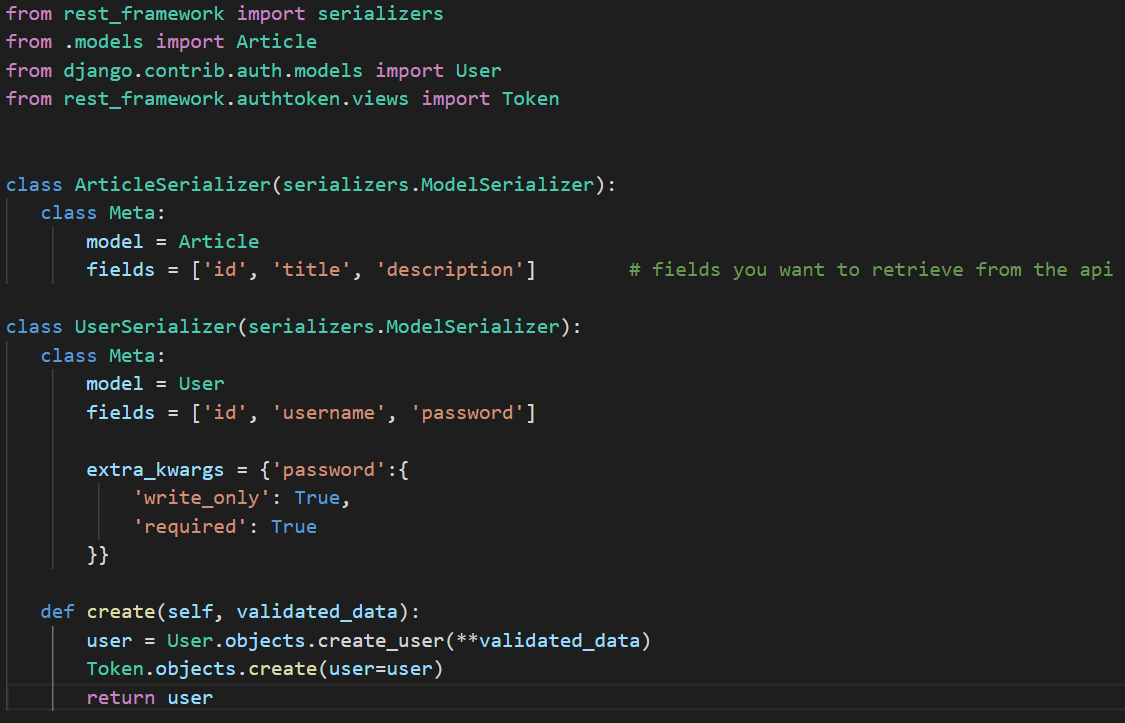 from rest_framework import serializers
from .models import Article
from django.contrib.auth.models import User
from rest_framework.authtoken.views import Token
class ArticleSerializer(serializers.ModelSerializer):
   class Meta:
       model = Article
       fields = ['id', 'title', 'description']        # fields you want to retrieve from the api
class UserSerializer(serializers.ModelSerializer):
   class Meta:
       model = User
       fields = ['id', 'username', 'password']
       extra_kwargs = {'password':{
           'write_only': True,
           'required': True
       }}
   def create(self, validated_data):
       user = User.objects.create_user(**validated_data)
       Token.objects.create(user=user)
       return user